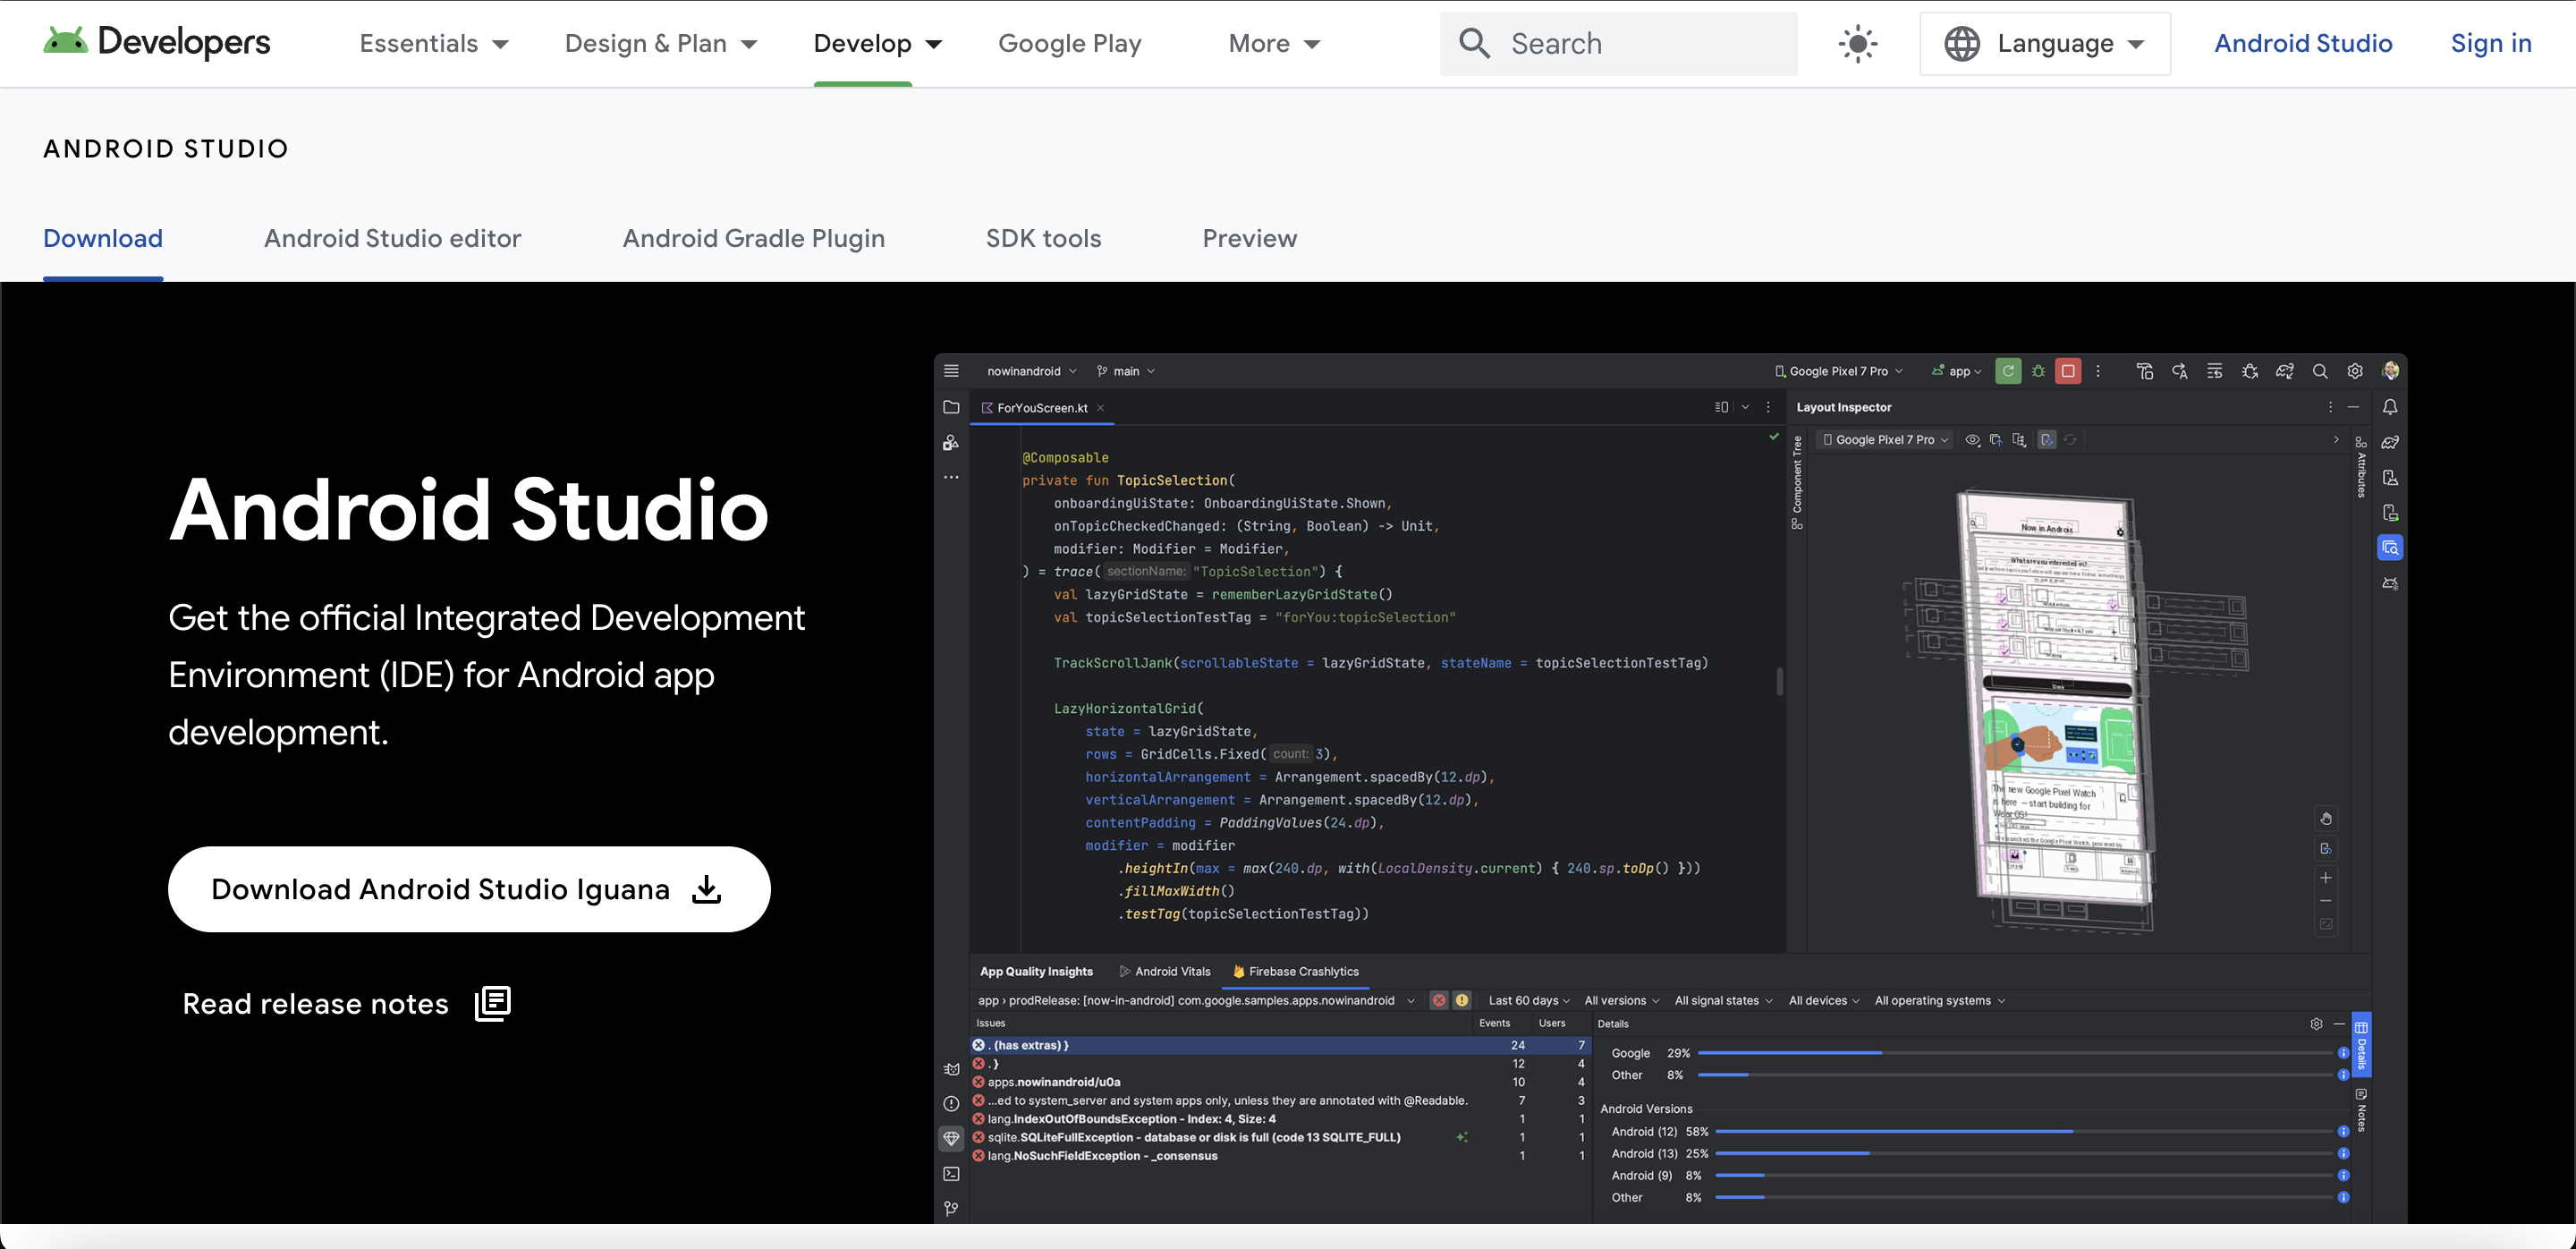 Developers
Essentials
Design & Plan
Develop
Google Play
More
Search
Language
Android Studio
Sign in
ANDROID STUDIO
Download
Android Studio editor
Android Gradle Plugin
SDK tools
Preview
Android Studio
Get the official Integrated Development
Environment (IDE) for Android app
development.
Download Android Studio Iguana
Read release notes
nowinandroid
main
Google Pixel 7 Pro
app
ForYouScreen.kt
@Composable
private fun TopicSelection(
onboardingUiState: OnboardingUiState.Shown,
onTopicCheckedChanged: (String, Boolean) -> Unit,
modifier: Modifier = Modifier,
) = trace( sectionName: "TopicSelection") {
val lazyGridState = rememberLazyGridState()
val topicSelectionTestTag = "forYou:topicSelection"
TrackScrollJank(scrollableState = lazyGridState, stateName = topicSelectionTestTag)
LazyHorizontalGrid(
state = lazyGridState,
rows = GridCells.Fixed( count: 3),
horizontalArrangement = Arrangement.spacedBy(12.dp),
verticalArrangement = Arrangement.spacedBy(12.dp),
contentPadding = PaddingValues(24.dp),
modifier = modifier
.heightIn(max = max(240.dp, with(LocalDensity.current) { 240.sp.toDp() }))
.fillMaxWidth()
.testTag(topicSelectionTestTag))
Layout Inspector
Google Pixel 7 Pro
Component Tree
Attributes
Now in Android
What are you interested in?
The new Google Pixel Watch
is here — start building for
Wear OS!
App Quality Insights
Android Vitals
Firebase Crashlytics
app › prodRelease: [now-in-android] com.google.samples.apps.nowinandroid
Last 60 days
All versions
All signal states
All devices
All operating systems
Issues Events Users
. (has extras) } 24 7
. } 12 4
apps.nowinandroid/u0a 10 4
...ed to system_server and system apps only, unless they are annotated with @Readable. 7 3
lang.IndexOutOfBoundsException - Index: 4, Size: 4 1 1
sqlite.SQLiteFullException - database or disk is full (code 13 SQLITE_FULL) 1 1
lang.NoSuchFieldException - _consensus 1 1
Details
Google 29%
Other 8%
Android Versions
Android (12) 58%
Android (13) 25%
Android (9) 8%
Other 8%
Details
Notes